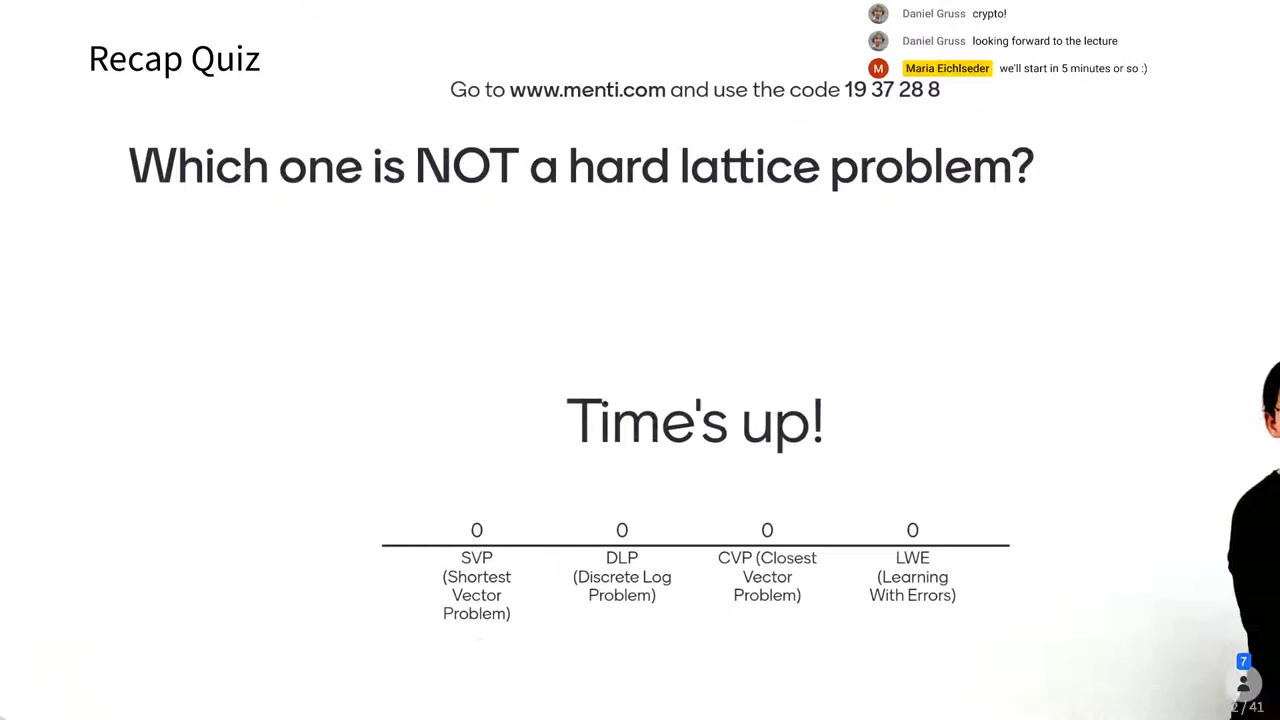 Daniel Gruss crypto!
Daniel Gruss looking forward to the lecture
M Maria Eichlseder we'll start in 5 minutes or so :)
Recap Quiz
Go to www.menti.com and use the code 19 37 28 8
Which one is NOT a hard lattice problem?
Time's up!
0 0 0 0
SVP
(Shortest
Vector
Problem)
DLP
(Discrete Log
Problem)
CVP (Closest
Vector
Problem)
LWE
(Learning
With Errors)
7
2 / 41